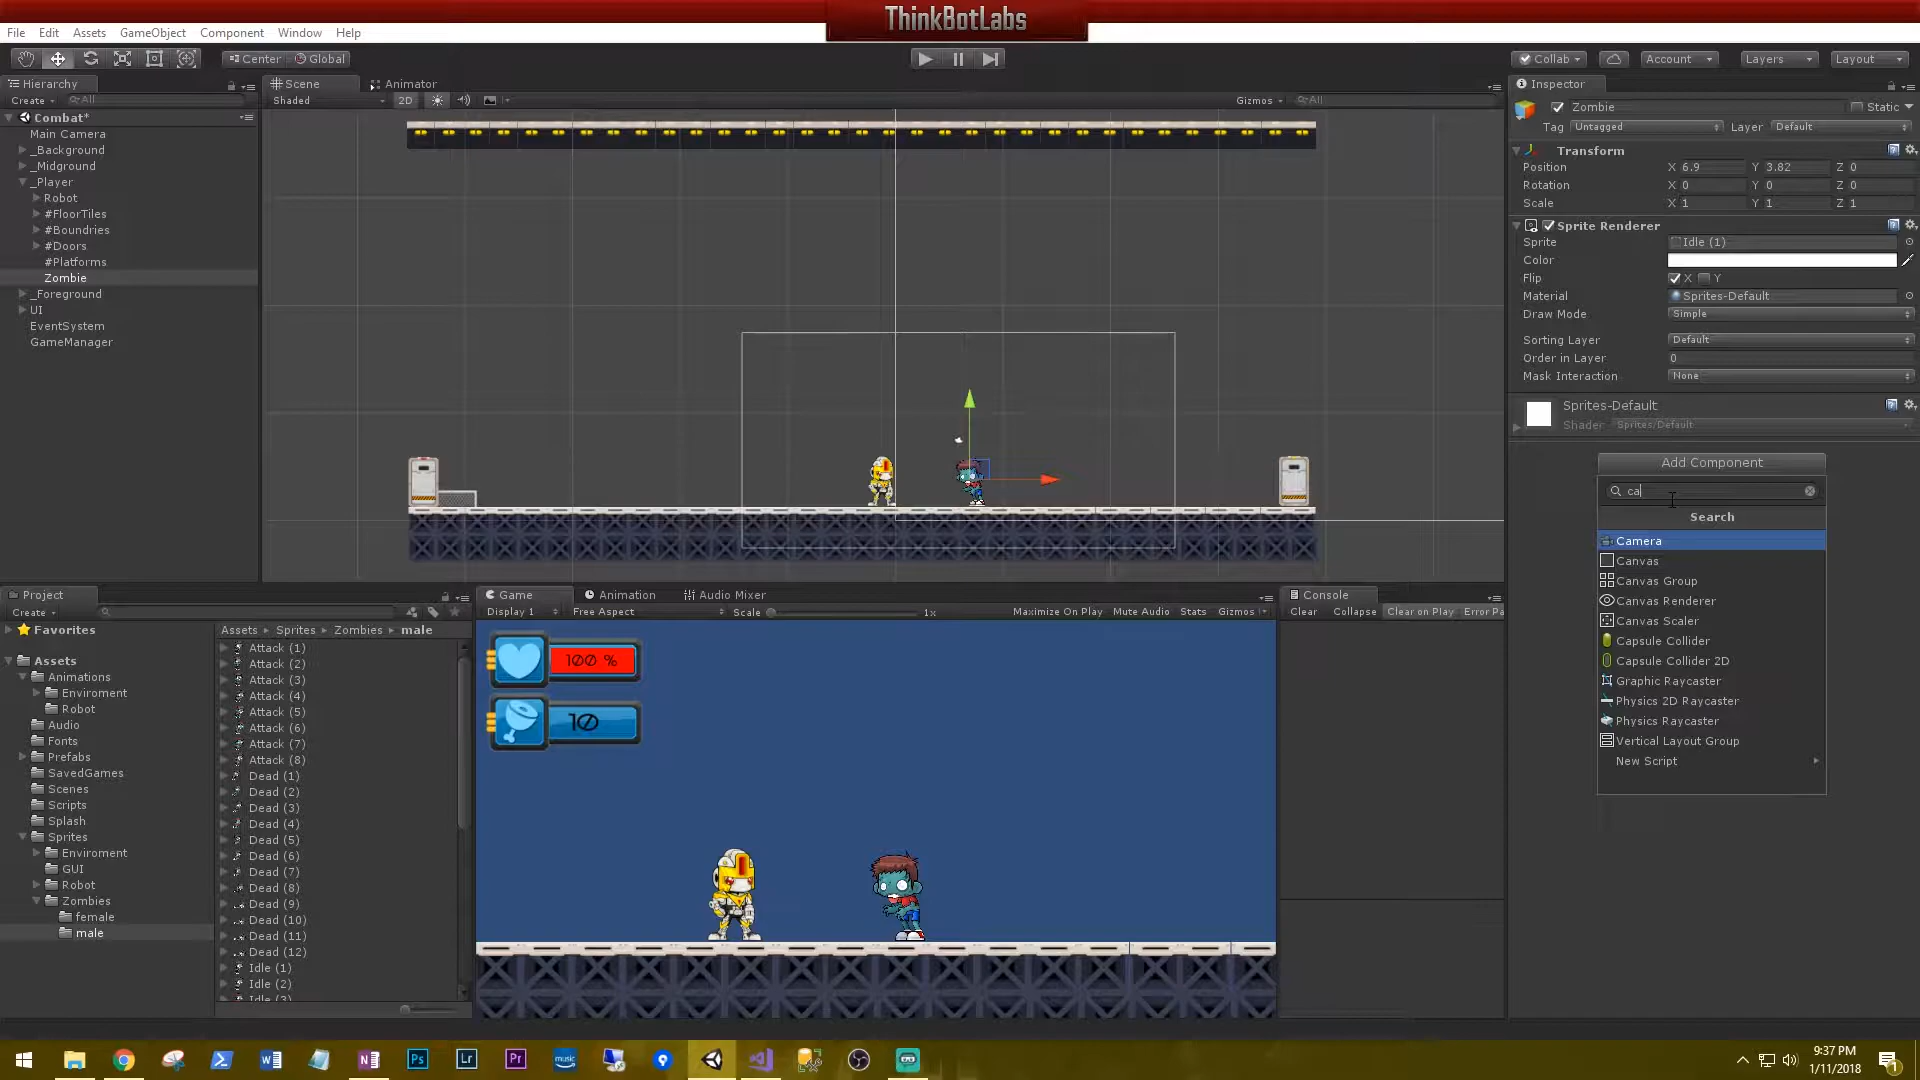 ThinkBotLabs
File Edit Assets GameObject Component Window Help
Center Global
Collab Account Layers Layout
Hierarchy
Create All
Combat*
Main Camera
_Background
_Midground
_Player
Robot
#FloorTiles
#Boundries
#Doors
#Platforms
Zombie
_Foreground
UI
EventSystem
GameManager
Scene Animator
Shaded 2D Gizmos All
Inspector
Zombie Static
Tag Untagged Layer Default
Transform
Position X 6.9 Y 3.82 Z 0
Rotation X 0 Y 0 Z 0
Scale X 1 Y 1 Z 1
Sprite Renderer
Sprite Idle (1)
Color
Flip X Y
Material Sprites-Default
Draw Mode Simple
Sorting Layer Default
Order in Layer 0
Mask Interaction None
Sprites-Default
Shader Sprites/Default
Add Component
ca
Search
Camera
Canvas
Canvas Group
Canvas Renderer
Canvas Scaler
Capsule Collider
Capsule Collider 2D
Graphic Raycaster
Physics 2D Raycaster
Physics Raycaster
Vertical Layout Group
New Script
Project
Create
Favorites
Assets
Animations
Enviroment
Robot
Audio
Fonts
Prefabs
SavedGames
Scenes
Scripts
Splash
Sprites
Enviroment
GUI
Robot
Zombies
female
male
Assets Sprites Zombies male
Attack (1)
Attack (2)
Attack (3)
Attack (4)
Attack (5)
Attack (6)
Attack (7)
Attack (8)
Dead (1)
Dead (2)
Dead (3)
Dead (4)
Dead (5)
Dead (6)
Dead (7)
Dead (8)
Dead (9)
Dead (10)
Dead (11)
Dead (12)
Idle (1)
Idle (2)
Idle (3)
Game Animation Audio Mixer
Display 1 Free Aspect Scale 1x Maximize On Play Mute Audio Stats Gizmos
100 %
10
Console
Clear Collapse Clear on Play Error Pa
Ps Lr Pr music
9:37 PM
1/11/2018
1